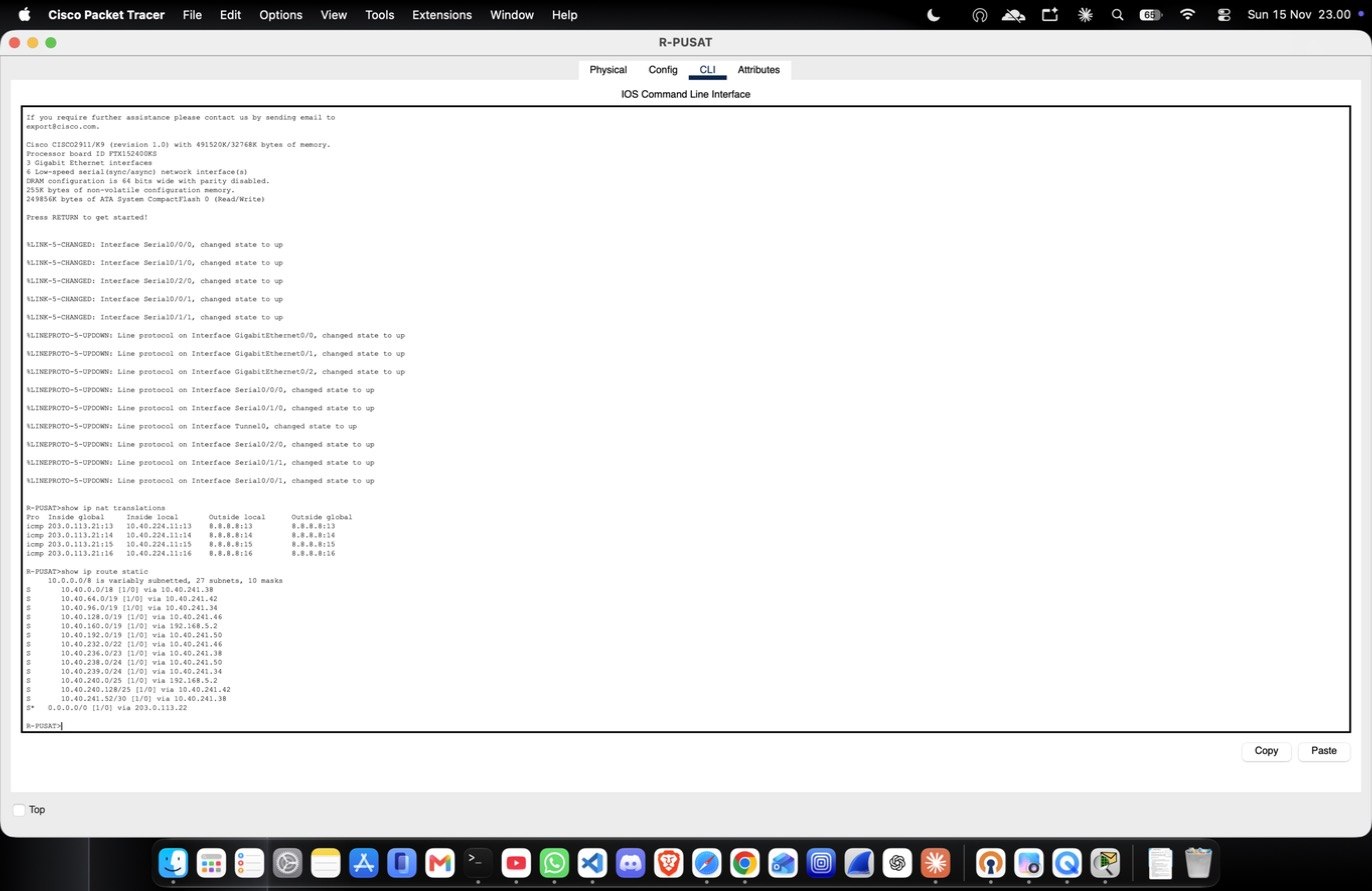 Cisco Packet Tracer File Edit Options View Tools Extensions Window Help 65 Sun 15 Nov 23.00
R-PUSAT
Physical Config CLI Attributes
IOS Command Line Interface
If you require further assistance please contact us by sending email to
export@cisco.com.
Cisco CISCO2911/K9 (revision 1.0) with 491520K/32768K bytes of memory.
Processor board ID FTX152400KS
3 Gigabit Ethernet interfaces
6 Low-speed serial(sync/async) network interface(s)
DRAM configuration is 64 bits wide with parity disabled.
255K bytes of non-volatile configuration memory.
249856K bytes of ATA System CompactFlash 0 (Read/Write)
Press RETURN to get started!
%LINK-5-CHANGED: Interface Serial0/0/0, changed state to up
%LINK-5-CHANGED: Interface Serial0/1/0, changed state to up
%LINK-5-CHANGED: Interface Serial0/2/0, changed state to up
%LINK-5-CHANGED: Interface Serial0/0/1, changed state to up
%LINK-5-CHANGED: Interface Serial0/1/1, changed state to up
%LINEPROTO-5-UPDOWN: Line protocol on Interface GigabitEthernet0/0, changed state to up
%LINEPROTO-5-UPDOWN: Line protocol on Interface GigabitEthernet0/1, changed state to up
%LINEPROTO-5-UPDOWN: Line protocol on Interface GigabitEthernet0/2, changed state to up
%LINEPROTO-5-UPDOWN: Line protocol on Interface Serial0/0/0, changed state to up
%LINEPROTO-5-UPDOWN: Line protocol on Interface Serial0/1/0, changed state to up
%LINEPROTO-5-UPDOWN: Line protocol on Interface Tunnel0, changed state to up
%LINEPROTO-5-UPDOWN: Line protocol on Interface Serial0/2/0, changed state to up
%LINEPROTO-5-UPDOWN: Line protocol on Interface Serial0/1/1, changed state to up
%LINEPROTO-5-UPDOWN: Line protocol on Interface Serial0/0/1, changed state to up
R-PUSAT>show ip nat translations
Pro Inside global Inside local Outside local Outside global
icmp 203.0.113.21:13 10.40.224.11:13 8.8.8.8:13 8.8.8.8:13
icmp 203.0.113.21:14 10.40.224.11:14 8.8.8.8:14 8.8.8.8:14
icmp 203.0.113.21:15 10.40.224.11:15 8.8.8.8:15 8.8.8.8:15
icmp 203.0.113.21:16 10.40.224.11:16 8.8.8.8:16 8.8.8.8:16
R-PUSAT>show ip route static
10.0.0.0/8 is variably subnetted, 27 subnets, 10 masks
S 10.40.0.0/18 [1/0] via 10.40.241.38
S 10.40.64.0/19 [1/0] via 10.40.241.42
S 10.40.96.0/19 [1/0] via 10.40.241.34
S 10.40.128.0/19 [1/0] via 10.40.241.46
S 10.40.160.0/19 [1/0] via 192.168.5.2
S 10.40.192.0/19 [1/0] via 10.40.241.50
S 10.40.232.0/22 [1/0] via 10.40.241.46
S 10.40.236.0/23 [1/0] via 10.40.241.38
S 10.40.238.0/24 [1/0] via 10.40.241.50
S 10.40.239.0/24 [1/0] via 10.40.241.34
S 10.40.240.0/25 [1/0] via 192.168.5.2
S 10.40.240.128/25 [1/0] via 10.40.241.42
S 10.40.241.52/30 [1/0] via 10.40.241.38
S* 0.0.0.0/0 [1/0] via 203.0.113.22
R-PUSAT>
Copy Paste
Top